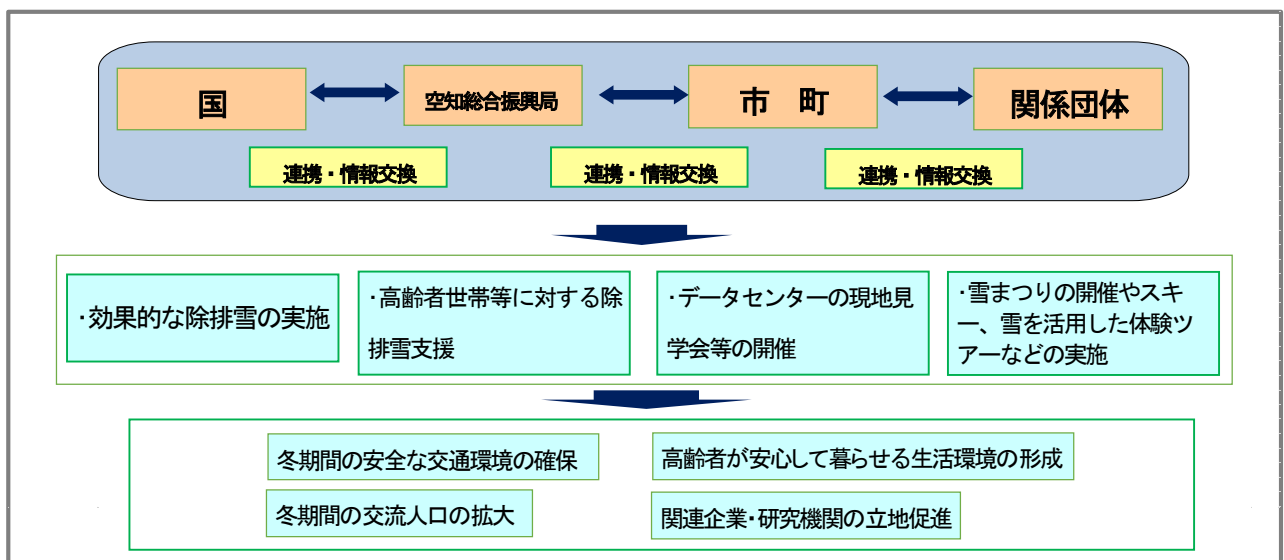 国
空知総合振興局
市　町
関係団体
連携・情報交換
連携・情報交換
連携・情報交換
・効果的な除排雪の実施
・高齢者世帯等に対する除
排雪支援
・データセンターの現地見
学会等の開催
・雪まつりの開催やスキ
ー、雪を活用した体験ツ
アーなどの実施
冬期間の安全な交通環境の確保
高齢者が安心して暮らせる生活環境の形成
冬期間の交流人口の拡大
関連企業・研究機関の立地促進